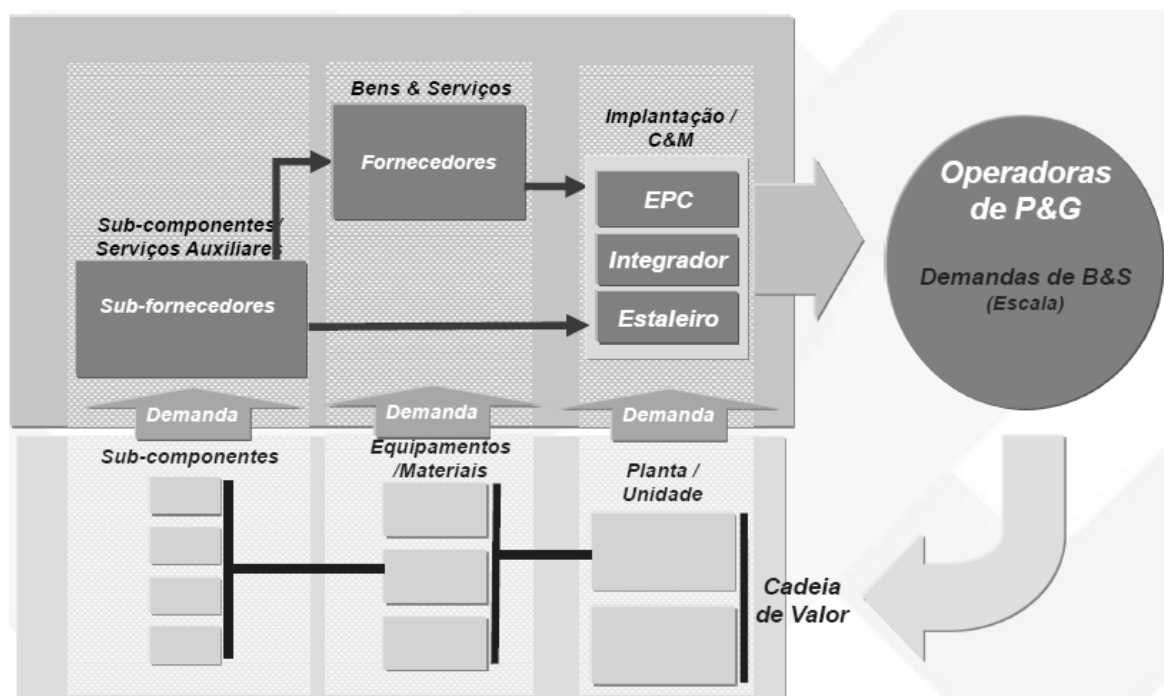 Bens & Serviços
Fornecedores
Implantação /
C&M
EPC
Integrador
Estaleiro
Sub-componentes/
Serviços Auxiliares
Sub-fornecedores
Operadoras
de P&G
Demandas de B&S
(Escala)
Demanda
Demanda
Demanda
Sub-componentes
Equipamentos
/Materiais
Planta /
Unidade
Cadeia
de Valor